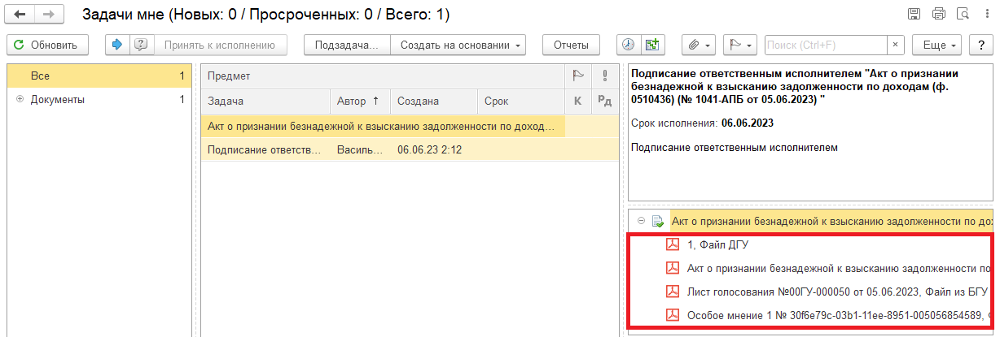 Задачи мне (Новых: 0 / Просроченных: 0 / Всего: 1)
Обновить Принять к исполнению Подзадача... Создать на основании Отчеты Поиск (Ctrl+F) × Еще ?
Все 1
Документы 1
Предмет
Задача Автор ↑ Создана Срок К Рд
Акт о признании безнадежной к взысканию задолженности по доход...
Подписание ответств... Василь... 06.06.23 2:12
Подписание ответственным исполнителем "Акт о признании
безнадежной к взысканию задолженности по доходам (ф.
0510436) (№ 1041-АПБ от 05.06.2023) "
Срок исполнения: 06.06.2023
Подписание ответственным исполнителем
Акт о признании безнадежной к взысканию задолженности по до
1, Файл ДГУ
Акт о признании безнадежной к взысканию задолженности по
Лист голосования №00ГУ-000050 от 05.06.2023, Файл из БГУ
Особое мнение 1 № 30f6e79c-03b1-11ee-8951-005056854589,